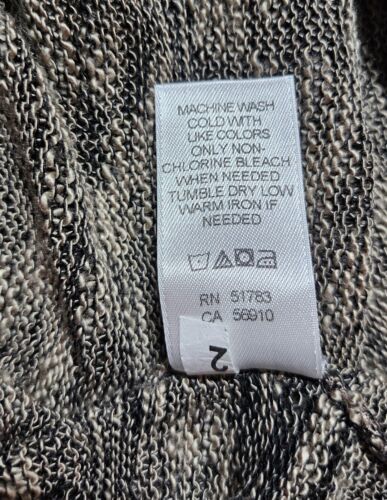 MACHINE WASH
COLD WITH
LIKE COLORS
ONLY NON-
CHLORINE BLEACH
WHEN NEEDED
TUMBLE DRY LOW
WARM IRON IF
NEEDED
RN 51783
CA 56910
2